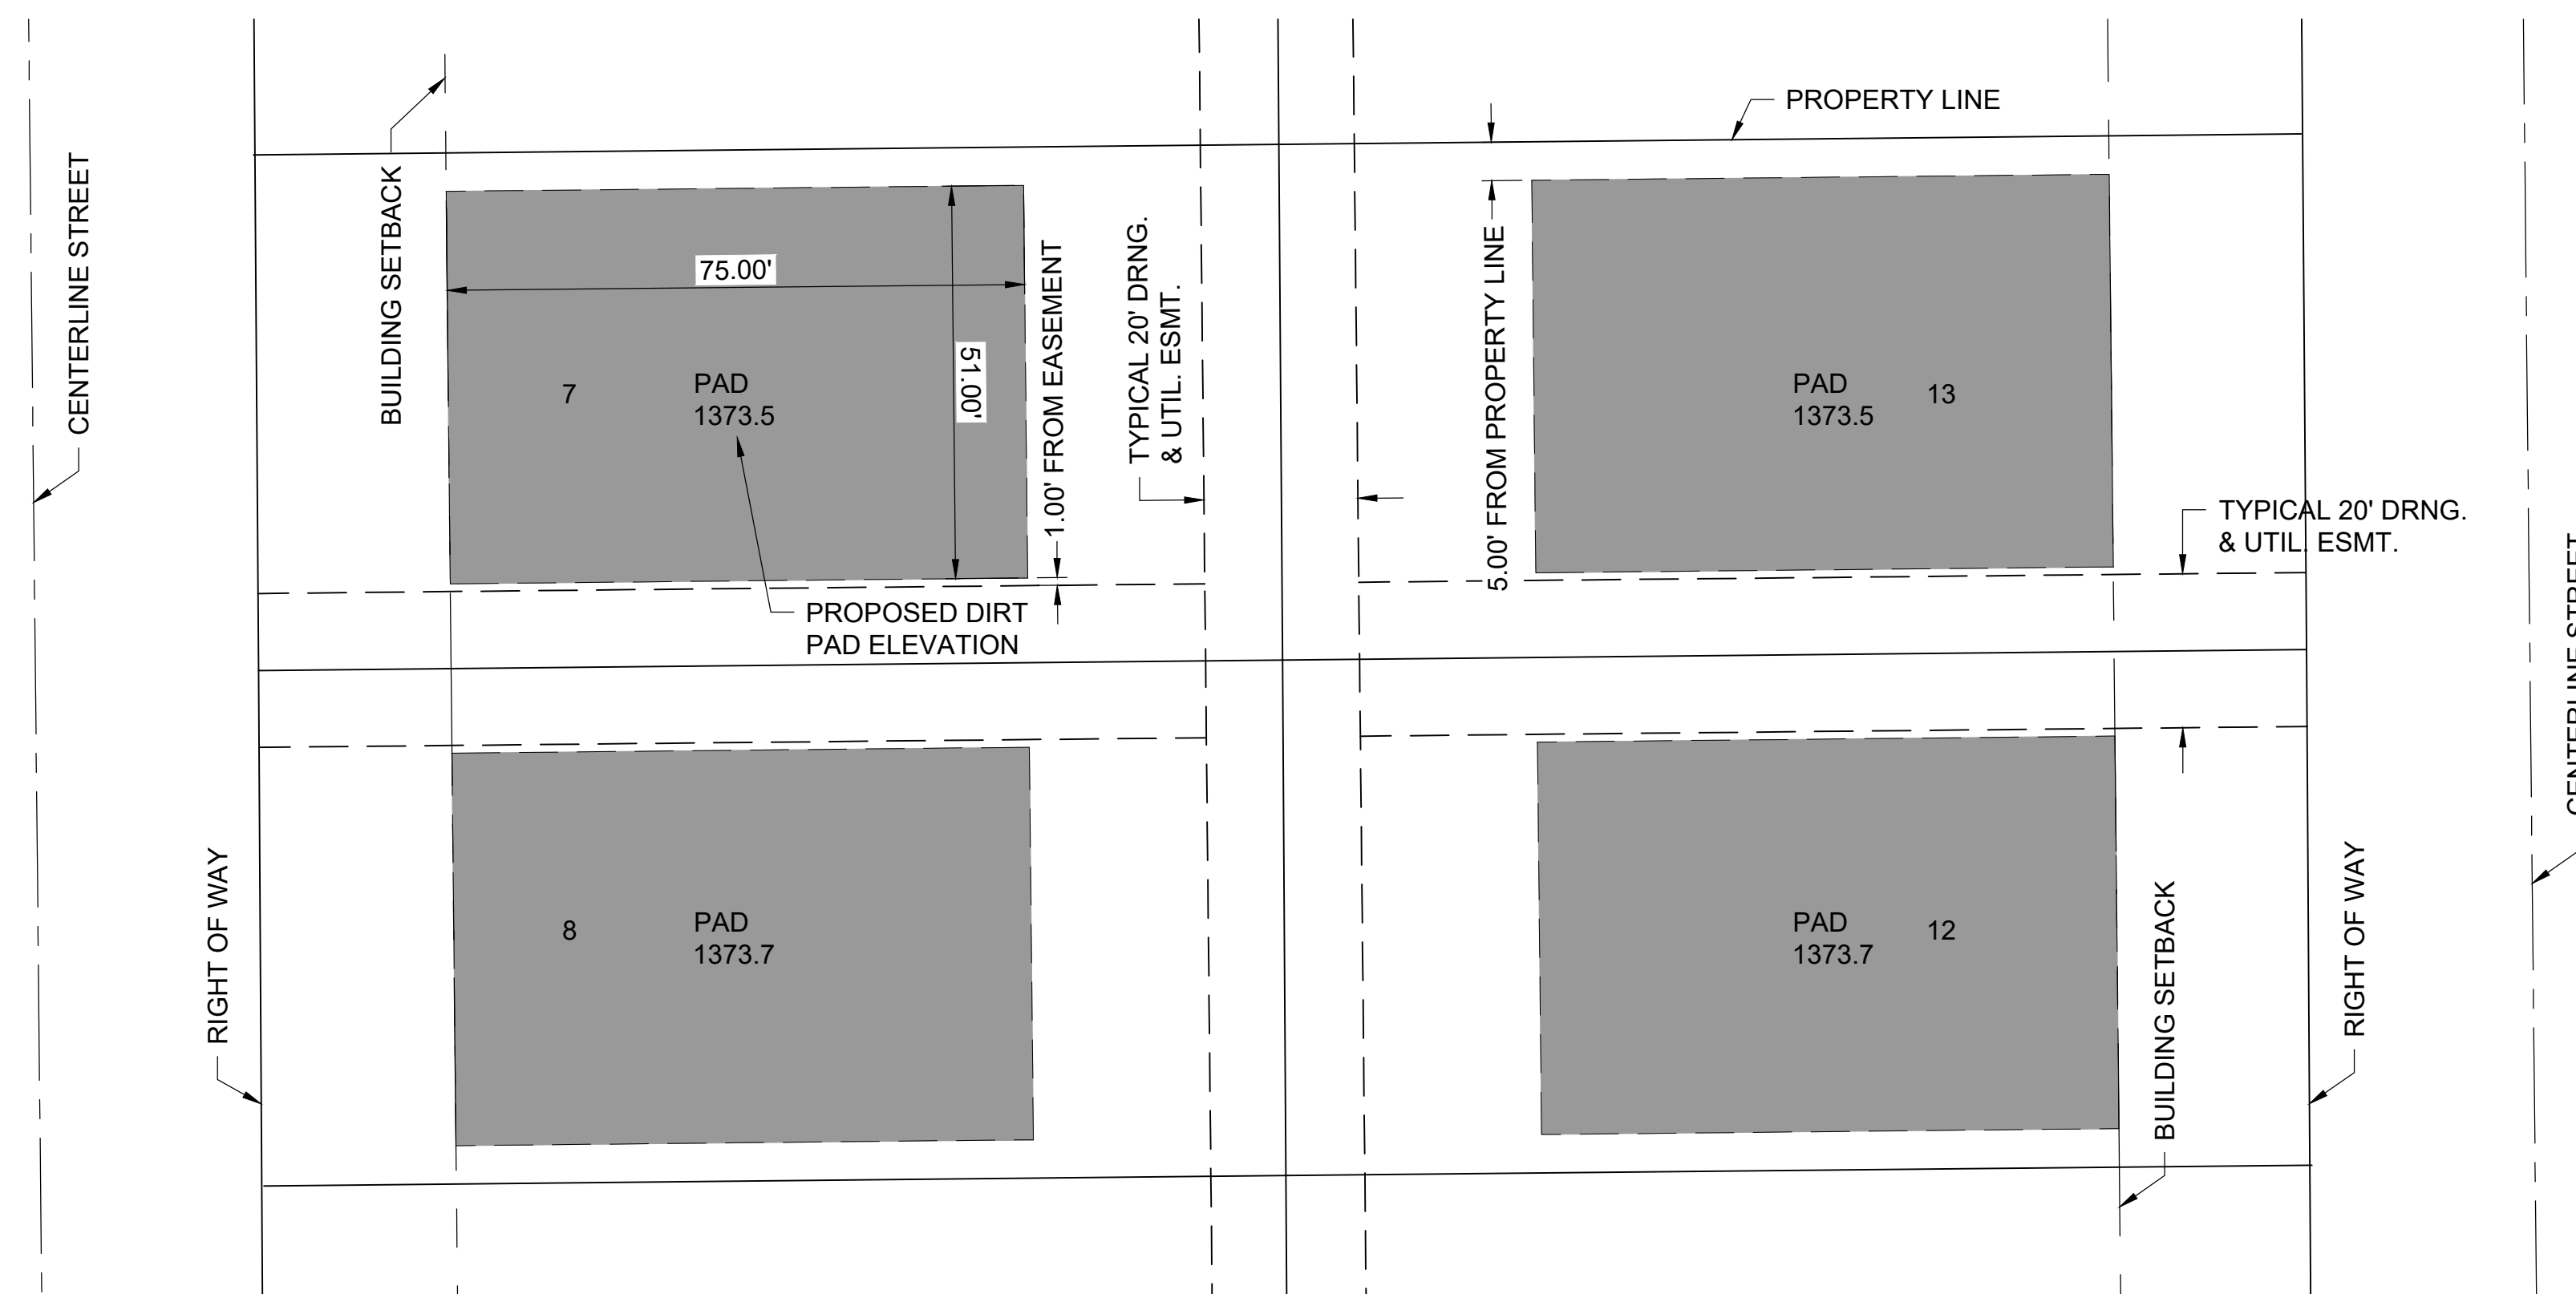 PROPERTY LINE
CENTERLINE STREET
BUILDING SETBACK
75.00'
51.00'
1.00' FROM EASEMENT
TYPICAL 20' DRNG.
& UTIL. ESMT.
5.00' FROM PROPERTY LINE
7
PAD
1373.5
PAD
1373.5
13
TYPICAL 20' DRNG.
& UTIL. ESMT.
CENTERLINE STREET
PROPOSED DIRT
PAD ELEVATION
RIGHT OF WAY
8
PAD
1373.7
PAD
1373.7
12
BUILDING SETBACK
RIGHT OF WAY